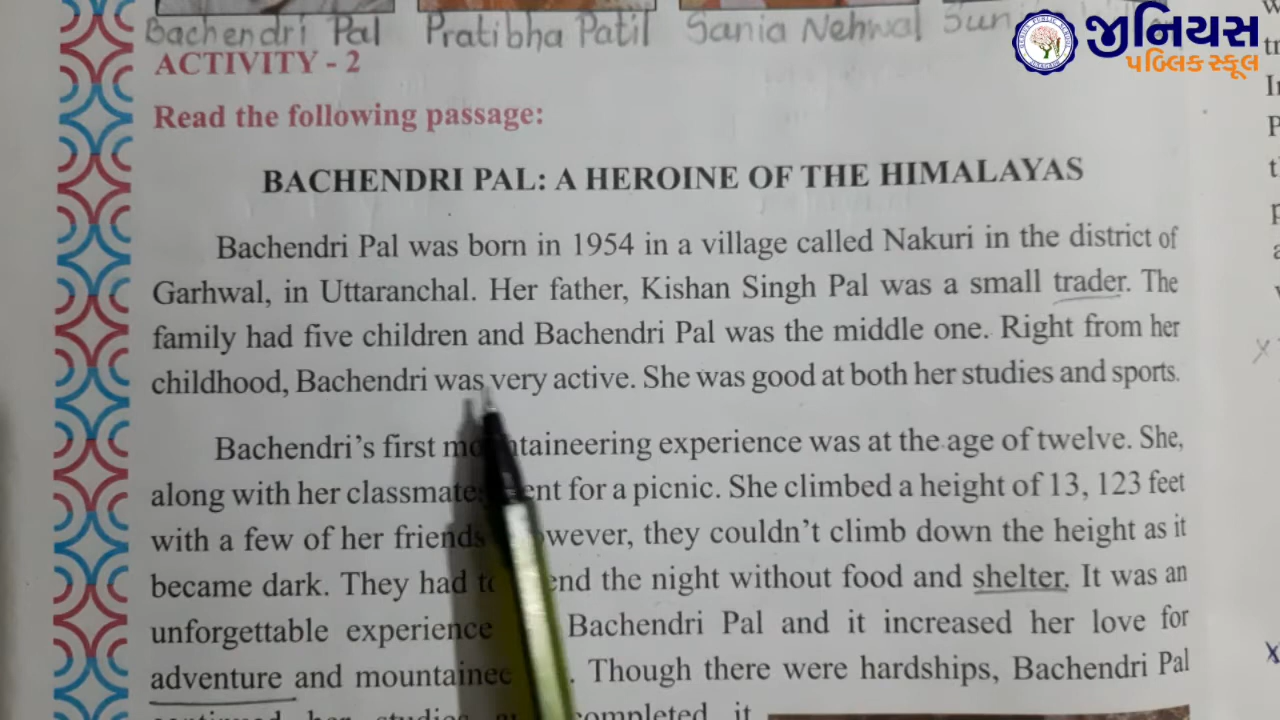 Bachendri Pal Pratibha Patil Sania Nehwal
જીનિયસ
પબ્લિક સ્કૂલ
ACTIVITY - 2
Read the following passage:
BACHENDRI PAL: A HEROINE OF THE HIMALAYAS
Bachendri Pal was born in 1954 in a village called Nakuri in the district of
Garhwal, in Uttaranchal. Her father, Kishan Singh Pal was a small trader. The
family had five children and Bachendri Pal was the middle one. Right from her
childhood, Bachendri was very active. She was good at both her studies and sports.
Bachendri's first mountaineering experience was at the age of twelve. She,
along with her classmates went for a picnic. She climbed a height of 13, 123 feet
with a few of her friends However, they couldn't climb down the height as it
became dark. They had to end the night without food and shelter. It was an
unforgettable experience Bachendri Pal and it increased her love for
adventure and mountainee . Though there were hardships, Bachendri Pal
completed it